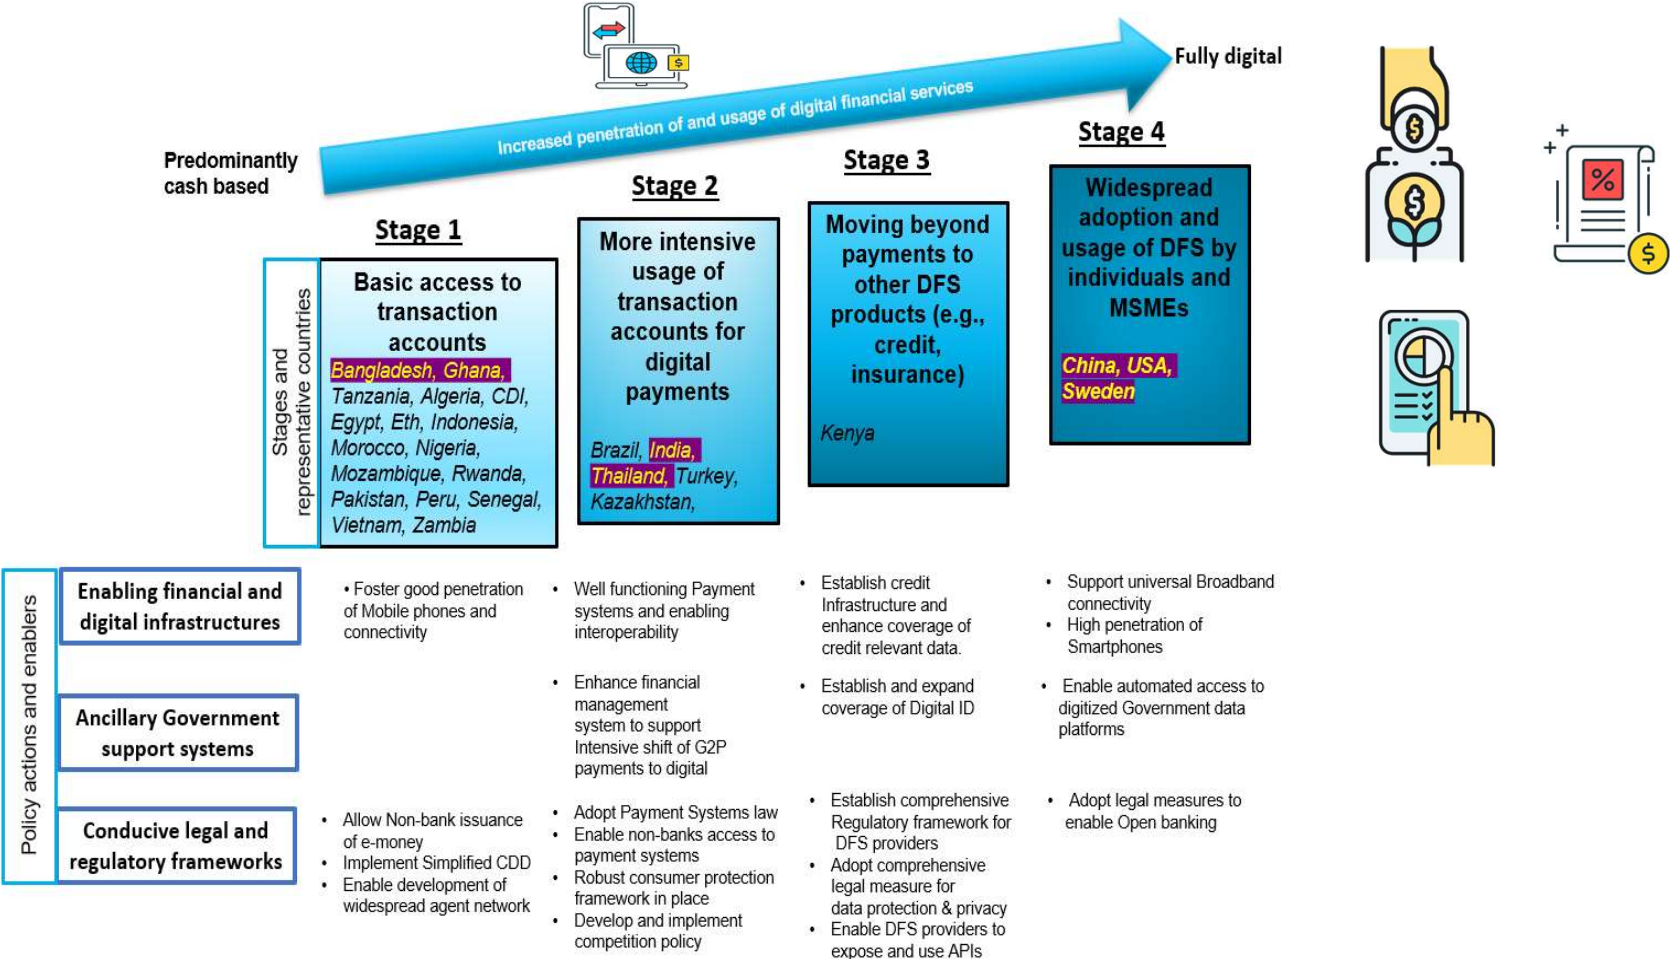 Fully digital
Increased penetration of and usage of digital financial services
Predominantly
cash based
Stage 1
Stage 2
Stage 3
Stage 4
Stages and
representative countries
Basic access to
transaction
accounts
Bangladesh, Ghana,
Tanzania, Algeria, CDI,
Egypt, Eth, Indonesia,
Morocco, Nigeria,
Mozambique, Rwanda,
Pakistan, Peru, Senegal,
Vietnam, Zambia
More intensive
usage of
transaction
accounts for
digital
payments
Brazil, India,
Thailand, Turkey,
Kazakhstan,
Moving beyond
payments to
other DFS
products (e.g.,
credit,
insurance)
Kenya
Widespread
adoption and
usage of DFS by
individuals and
MSMEs
China, USA,
Sweden
$
$
$
%
$
Policy actions and enablers
Enabling financial and
digital infrastructures
• Foster good penetration
of Mobile phones and
connectivity
• Well functioning Payment
systems and enabling
interoperability
• Establish credit
Infrastructure and
enhance coverage of
credit relevant data.
• Support universal Broadband
connectivity
• High penetration of
Smartphones
Ancillary Government
support systems
• Enhance financial
management
system to support
Intensive shift of G2P
payments to digital
• Establish and expand
coverage of Digital ID
• Enable automated access to
digitized Government data
platforms
Conducive legal and
regulatory frameworks
• Allow Non-bank issuance
of e-money
• Implement Simplified CDD
• Enable development of
widespread agent network
• Adopt Payment Systems law
• Enable non-banks access to
payment systems
• Robust consumer protection
framework in place
• Develop and implement
competition policy
• Establish comprehensive
Regulatory framework for
DFS providers
• Adopt comprehensive
legal measure for
data protection & privacy
• Enable DFS providers to
expose and use APIs
• Adopt legal measures to
enable Open banking